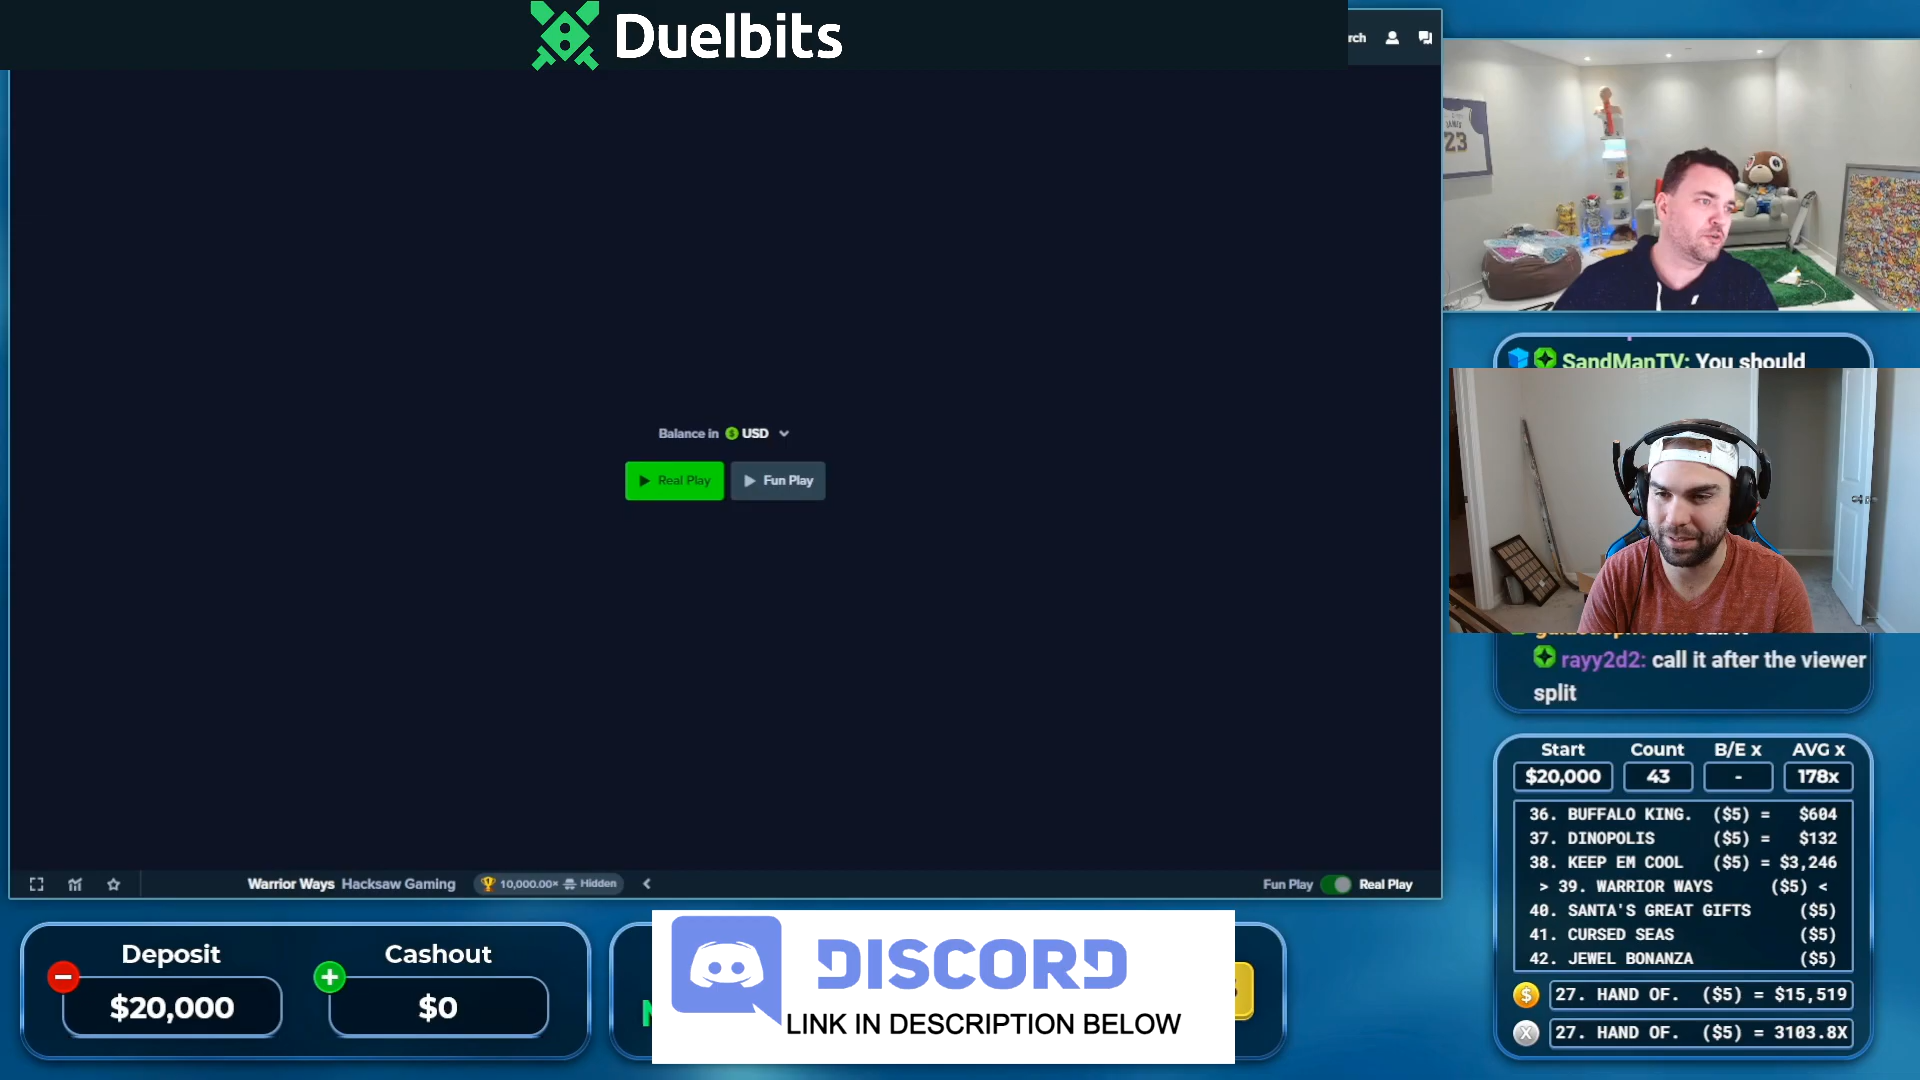 Duelbits
rch
JAMES
23
SandManTV: You should
Balance in USD
Real Play
Fun Play
rayy2d2: call it after the viewer
split
Start Count B/E x AVG x
$20,000 43 - 178x
36. BUFFALO KING. ($5) = $604
37. DINOPOLIS ($5) = $132
38. KEEP EM COOL ($5) = $3,246
> 39. WARRIOR WAYS ($5) <
40. SANTA'S GREAT GIFTS ($5)
41. CURSED SEAS ($5)
42. JEWEL BONANZA ($5)
$ 27. HAND OF. ($5) = $15,519
X 27. HAND OF. ($5) = 3103.8X
Warrior Ways Hacksaw Gaming 10,000.00× Hidden
Fun Play Real Play
Deposit
$20,000
Cashout
$0
DISCORD
LINK IN DESCRIPTION BELOW